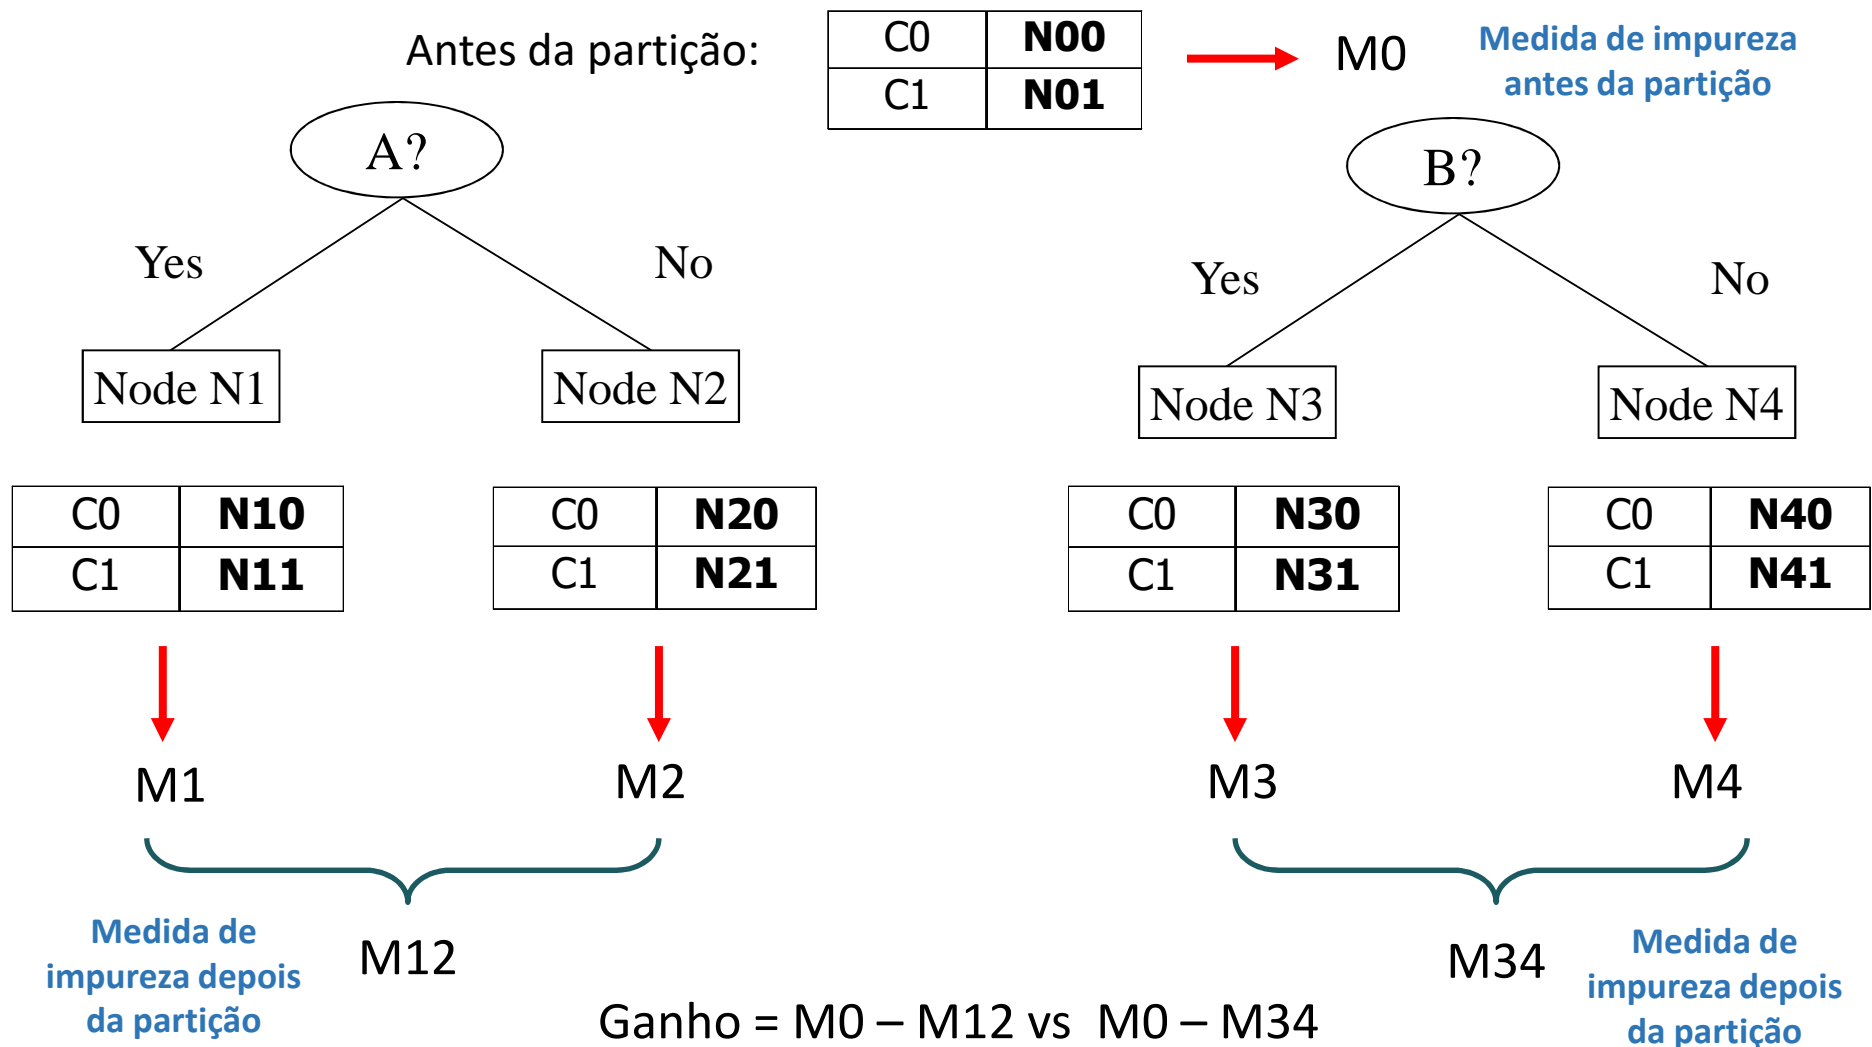 Antes da partição:
C0 N00
C1 N01
M0
Medida de impureza
antes da partição
A?
B?
Yes
No
Yes
No
Node N1
Node N2
Node N3
Node N4
C0 N10
C1 N11
C0 N20
C1 N21
C0 N30
C1 N31
C0 N40
C1 N41
M1
M2
M3
M4
Medida de
impureza depois
da partição
M12
M34
Medida de
impureza depois
da partição
Ganho = M0 – M12 vs M0 – M34